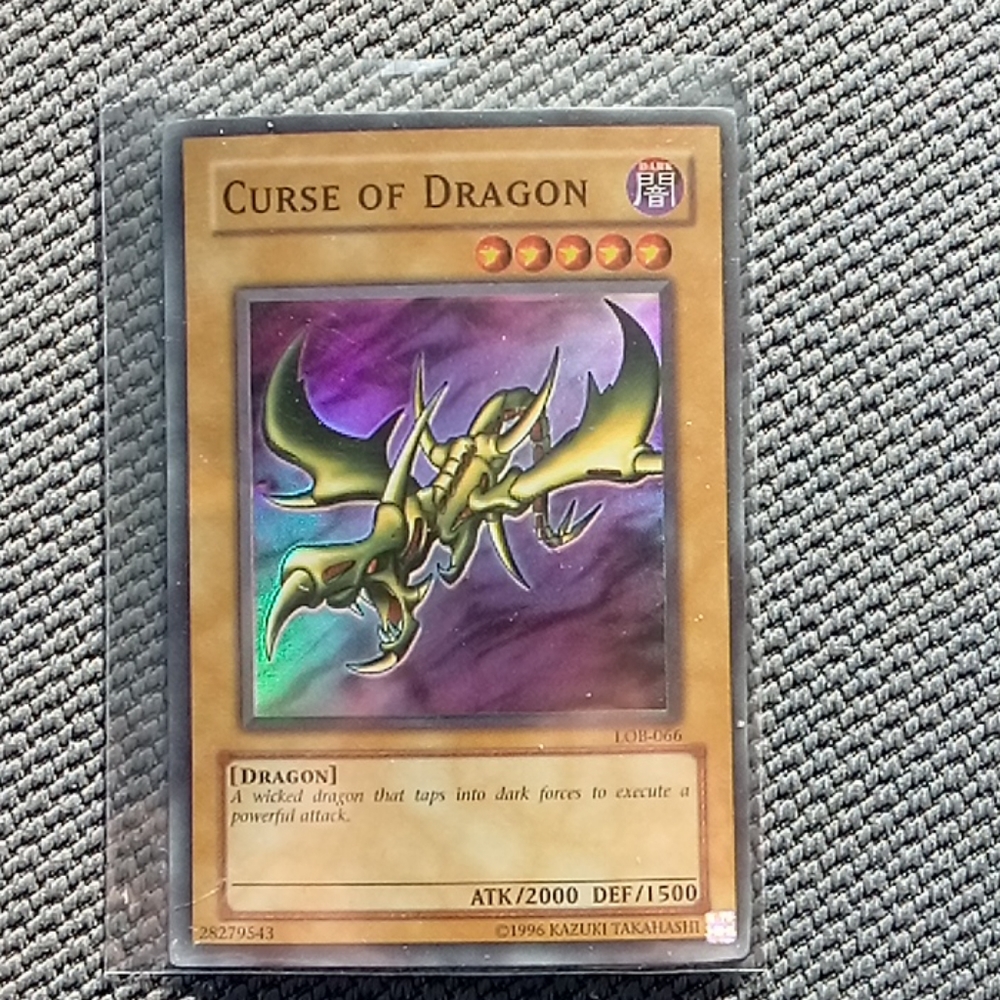 CURSE OF DRAGON
DARK
闇
LOB-066
[DRAGON]
A wicked dragon that taps into dark forces to execute a
powerful attack.
ATK/2000 DEF/1500
28279543
©1996 KAZUKI TAKAHASHI